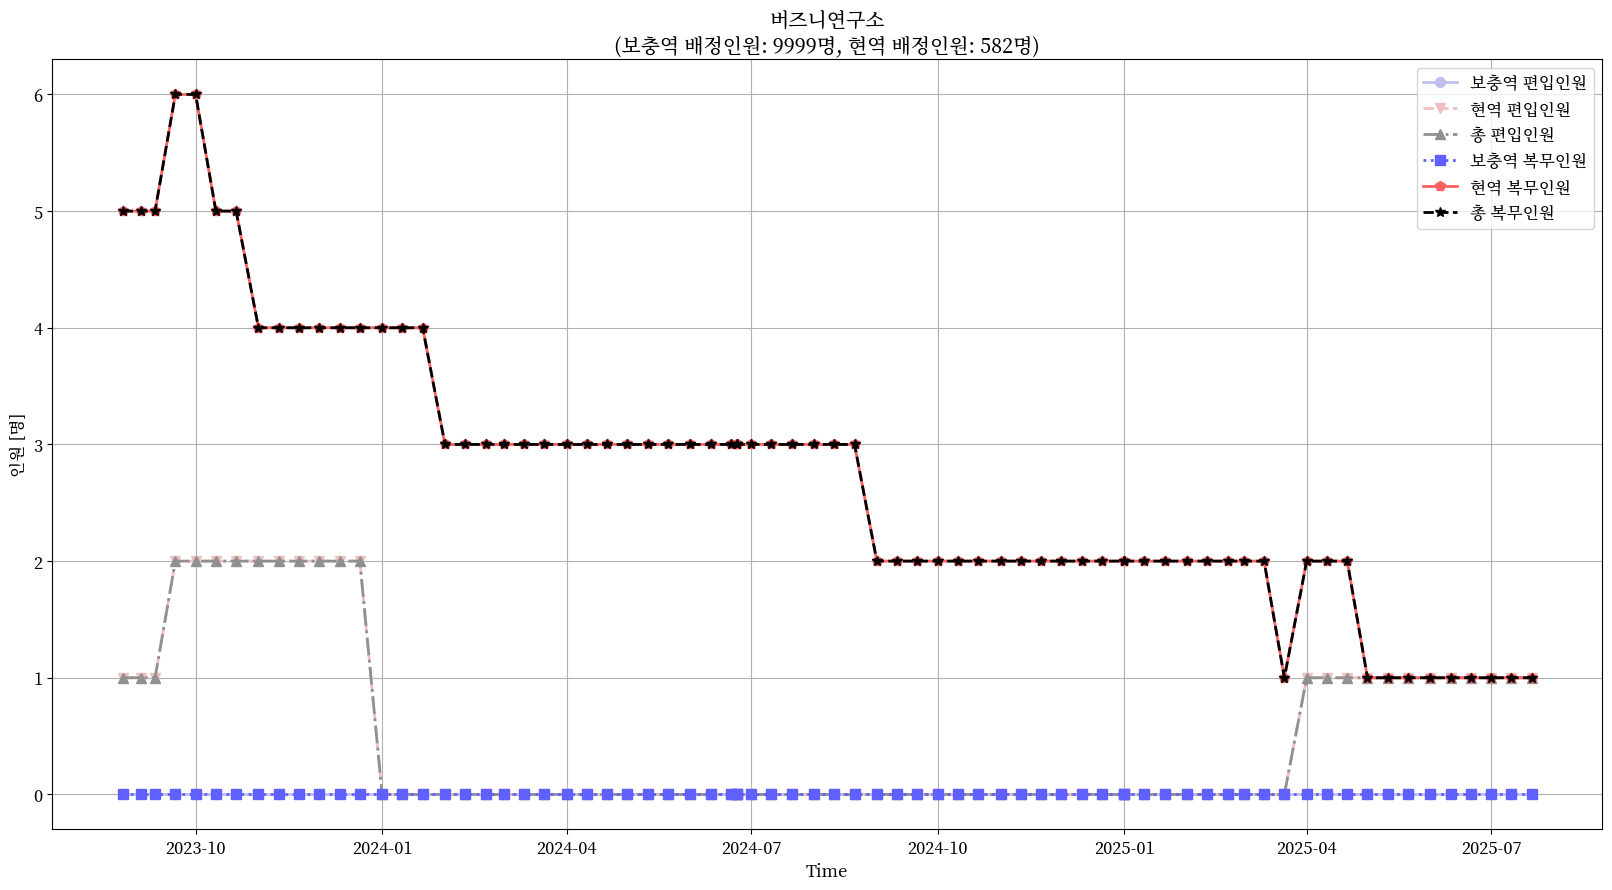 버즈니연구소
(보충역 배정인원: 9999명, 현역 배정인원: 582명)
보충역 편입인원
현역 편입인원
총 편입인원
보충역 복무인원
현역 복무인원
총 복무인원
인원 [명]
6
5
4
3
2
1
0
2023-10
2024-01
2024-04
2024-07
2024-10
2025-01
2025-04
2025-07
Time